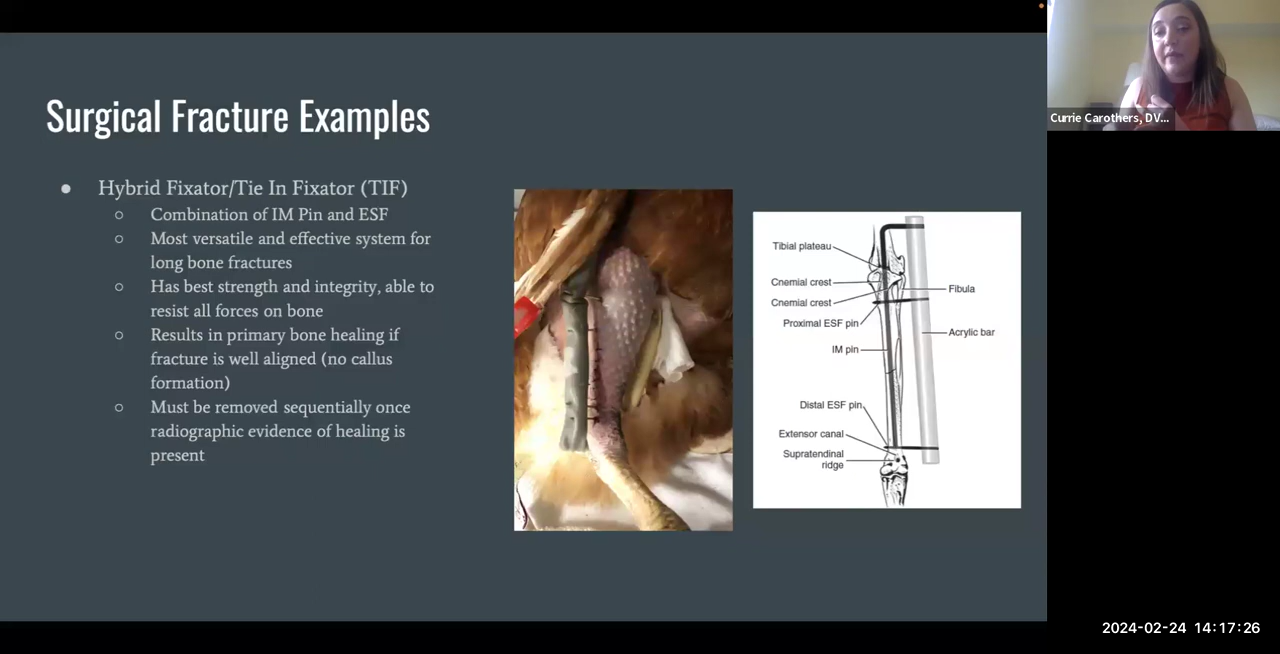 Surgical Fracture Examples
● Hybrid Fixator/Tie In Fixator (TIF)
○ Combination of IM Pin and ESF
○ Most versatile and effective system for
long bone fractures
○ Has best strength and integrity, able to
resist all forces on bone
○ Results in primary bone healing if
fracture is well aligned (no callus
formation)
○ Must be removed sequentially once
radiographic evidence of healing is
present
Tibial plateau
Cnemial crest
Cnemial crest
Proximal ESF pin
IM pin
Distal ESF pin
Extensor canal
Supratendinal
ridge
Fibula
Acrylic bar
Currie Carothers, DV...
2024-02-24 14:17:26